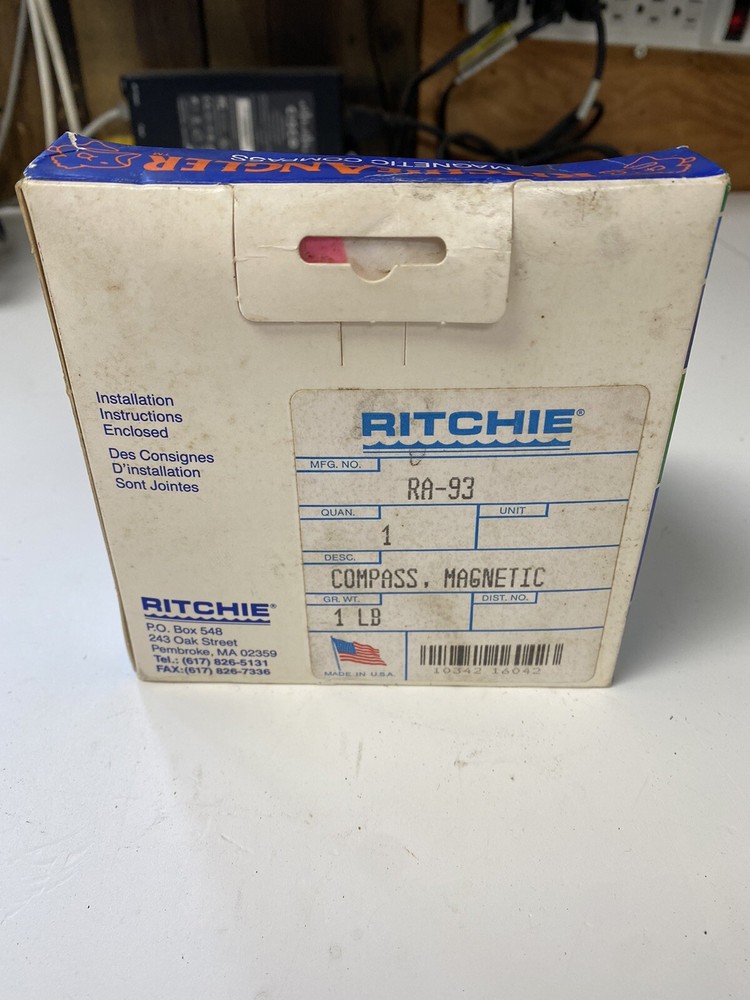 RITCHIE ANGLER
MAGNETIC COMPASS
Installation
Instructions
Enclosed
Des Consignes
D'installation
Sont Jointes
RITCHIE®
P.O. Box 548
243 Oak Street
Pembroke, MA 02359
Tel.: (617) 826-5131
FAX:(617) 826-7336
RITCHIE®
MFG. NO.
RA-93
QUAN.
1
UNIT
DESC.
COMPASS, MAGNETIC
GR. WT.
1 LB
DIST. NO.
MADE IN U.S.A.
10342 16042